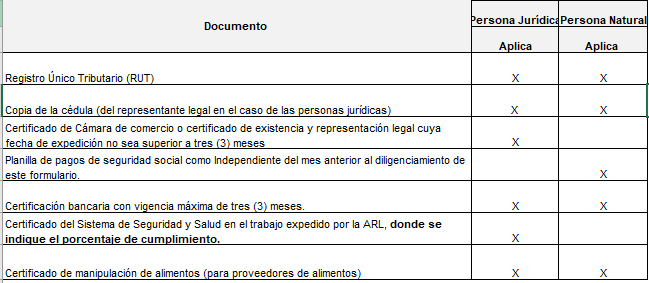 Documento Persona Jurídica Persona Natural
Aplica Aplica
Registro Único Tributario (RUT) X X
Copia de la cédula (del representante legal en el caso de las personas jurídicas) X X
Certificado de Cámara de comercio o certificado de existencia y representación legal cuya
fecha de expedición no sea superior a tres (3) meses X
Planilla de pagos de seguridad social como Independiente del mes anterior al diligenciamiento de
este formulario. X
Certificación bancaria con vigencia máxima de tres (3) meses. X X
Certificado del Sistema de Seguridad y Salud en el trabajo expedido por la ARL, donde se
indique el porcentaje de cumplimiento. X
Certificado de manipulación de alimentos (para proveedores de alimentos) X X